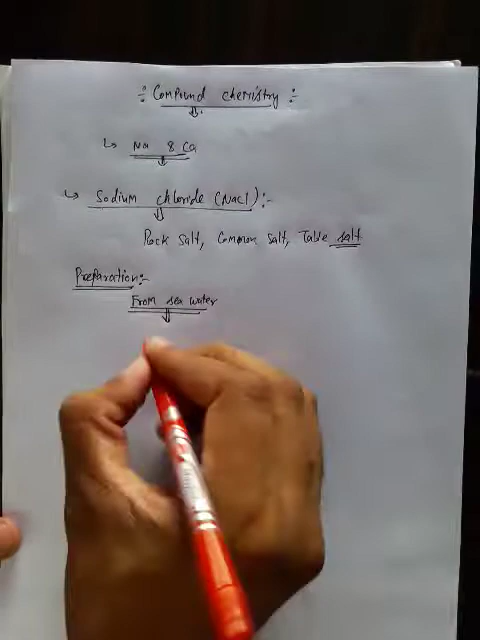 ÷ Compound chemistry ÷
↳ Na & Ca
↳ Sodium chloride (NaCl):-
Rock salt, Common salt, Table salt
Preparation:-
From sea water